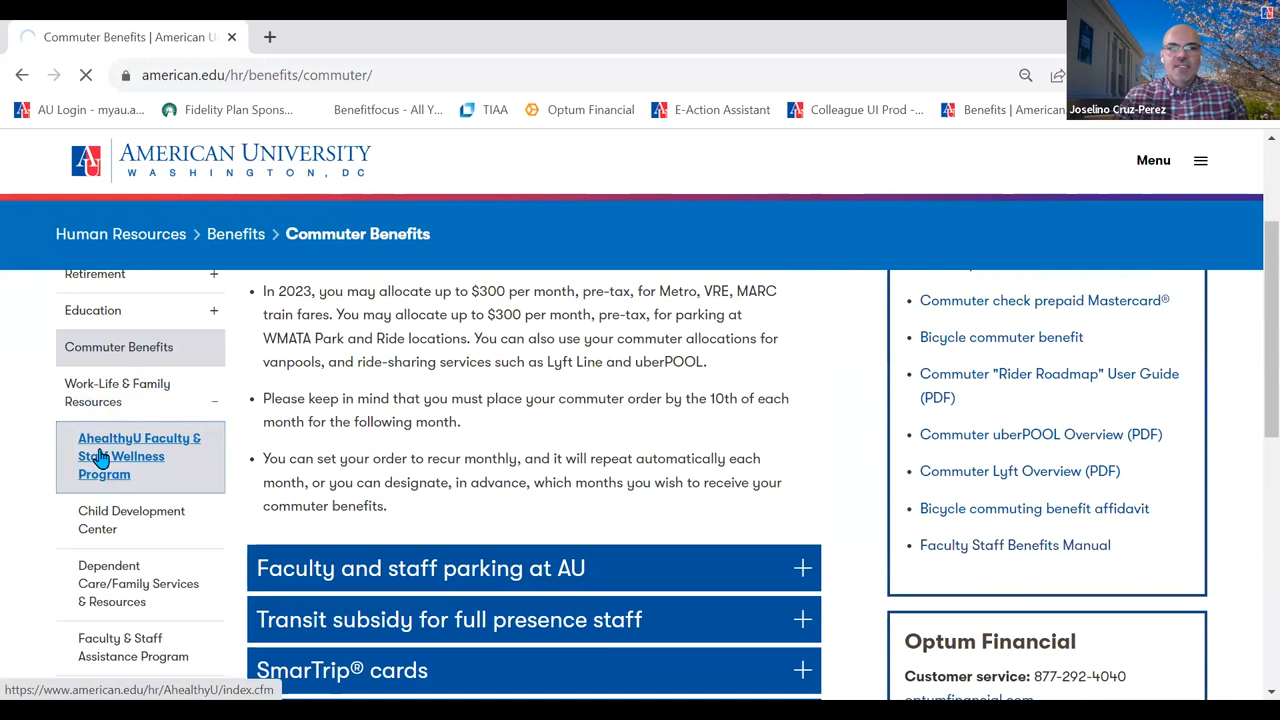 Commuter Benefits | American U
american.edu/hr/benefits/commuter/
AU Login - myau.a...
Fidelity Plan Spons...
Benefitfocus - All Y...
TIAA
Optum Financial
E-Action Assistant
Colleague UI Prod -...
Benefits | American
Joselino Cruz-Perez
AMERICAN UNIVERSITY
WASHINGTON, DC
Menu
Human Resources > Benefits > Commuter Benefits
Retirement +
Education +
Commuter Benefits
Work-Life & Family
Resources −
AhealthyU Faculty &
Staff Wellness
Program
Child Development
Center
Dependent
Care/Family Services
& Resources
Faculty & Staff
Assistance Program
https://www.american.edu/hr/AhealthyU/index.cfm
• In 2023, you may allocate up to $300 per month, pre-tax, for Metro, VRE, MARC
train fares. You may allocate up to $300 per month, pre-tax, for parking at
WMATA Park and Ride locations. You can also use your commuter allocations for
vanpools, and ride-sharing services such as Lyft Line and uberPOOL.
• Please keep in mind that you must place your commuter order by the 10th of each
month for the following month.
• You can set your order to recur monthly, and it will repeat automatically each
month, or you can designate, in advance, which months you wish to receive your
commuter benefits.
Faculty and staff parking at AU +
Transit subsidy for full presence staff +
SmarTrip® cards +
• Commuter check prepaid Mastercard®
• Bicycle commuter benefit
• Commuter "Rider Roadmap" User Guide
(PDF)
• Commuter uberPOOL Overview (PDF)
• Commuter Lyft Overview (PDF)
• Bicycle commuting benefit affidavit
• Faculty Staff Benefits Manual
Optum Financial
Customer service: 877-292-4040
optumfinancial.com